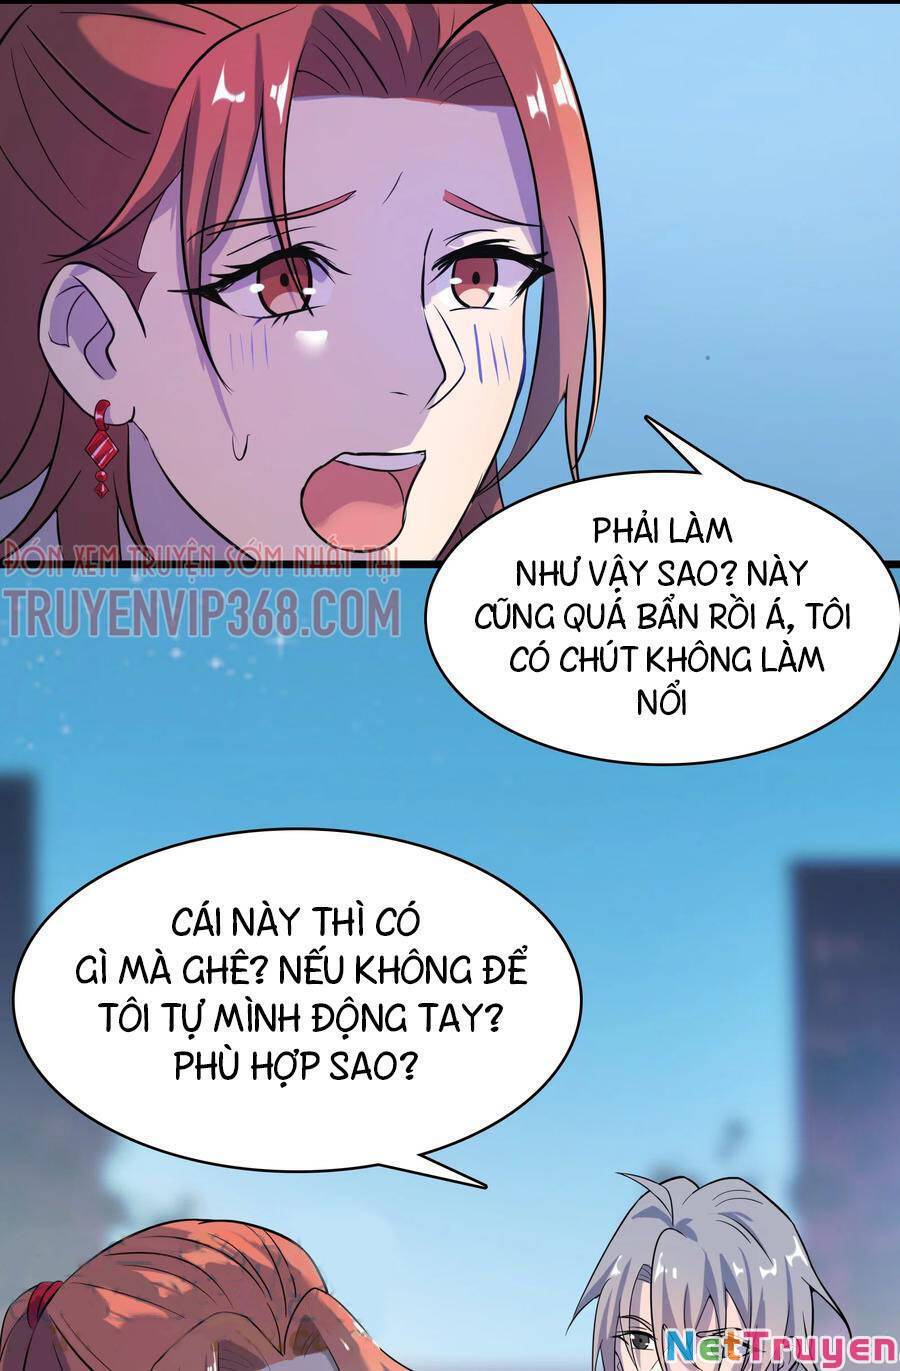 PHẢI LÀM
NHƯ VẬY SAO? NÀY
CŨNG QUÁ BẨN RỒI Á, TÔI
CÓ CHÚT KHÔNG LÀM
NỔI
ĐÓN XEM TRUYỆN SỚM NHẤT TẠI
TRUYENVIP368.COM
CÁI NÀY THÌ CÓ
GÌ MÀ GHÊ? NẾU KHÔNG ĐỂ
TÔI TỰ MÌNH ĐỘNG TAY?
PHÙ HỢP SAO?
NetTruyen